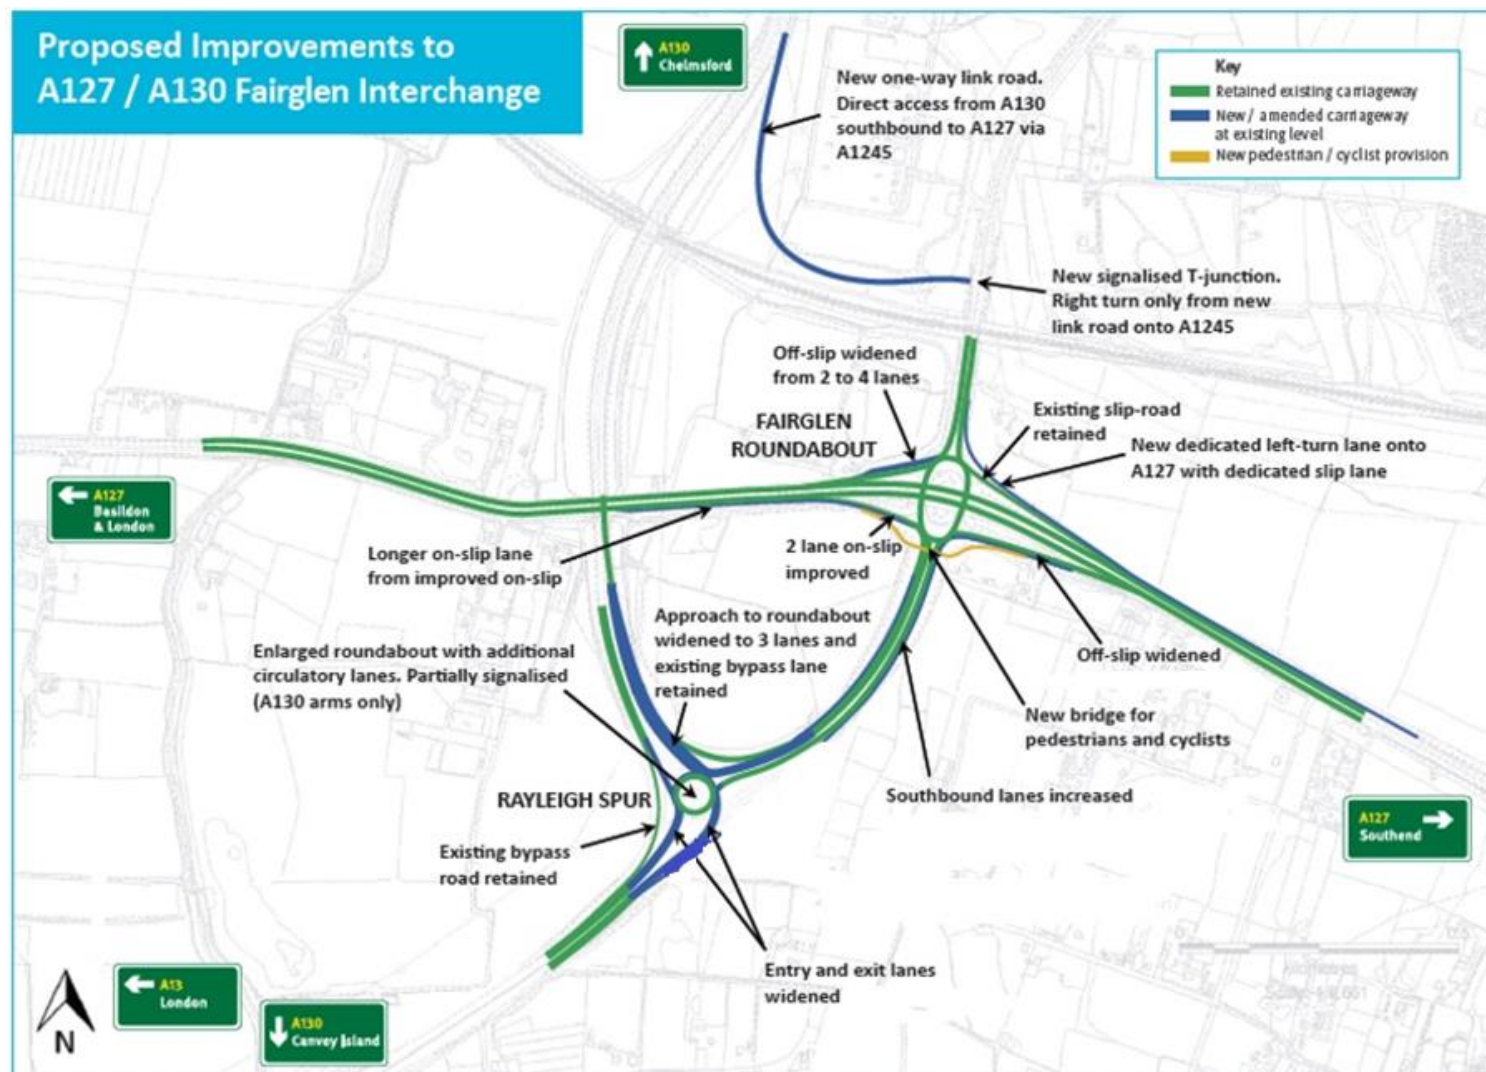 Proposed Improvements to
A127 / A130 Fairglen Interchange
A130
Chelmsford
New one-way link road.
Direct access from A130
southbound to A127 via
A1245
Key
Retained existing carriageway
New / amended carriageway
at existing level
New pedestrian / cyclist provision
New signalised T-junction.
Right turn only from new
link road onto A1245
Off-slip widened
from 2 to 4 lanes
FAIRGLEN
ROUNDABOUT
Existing slip-road
retained
New dedicated left-turn lane onto
A127 with dedicated slip lane
A127
Basildon
& London
Longer on-slip lane
from improved on-slip
2 lane on-slip
improved
Approach to roundabout
widened to 3 lanes and
existing bypass lane
retained
Enlarged roundabout with additional
circulatory lanes. Partially signalised
(A130 arms only)
Off-slip widened
New bridge for
pedestrians and cyclists
Southbound lanes increased
RAYLEIGH SPUR
Existing bypass
road retained
A127
Southend
Entry and exit lanes
widened
A13
London
A130
Canvey Island
N